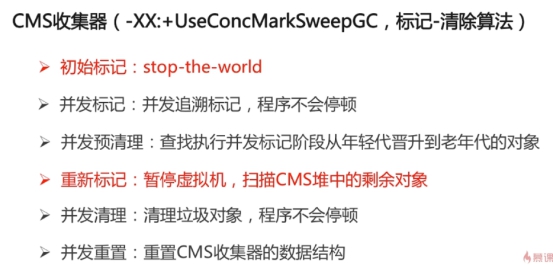 CMS收集器（-XX:+UseConcMarkSweepGC，标记-清除算法）
初始标记：stop-the-world
并发标记：并发追溯标记，程序不会停顿
并发预清理：查找执行并发标记阶段从年轻代晋升到老年代的对象
重新标记：暂停虚拟机，扫描CMS堆中的剩余对象
并发清理：清理垃圾对象，程序不会停顿
并发重置：重置CMS收集器的数据结构
慕课